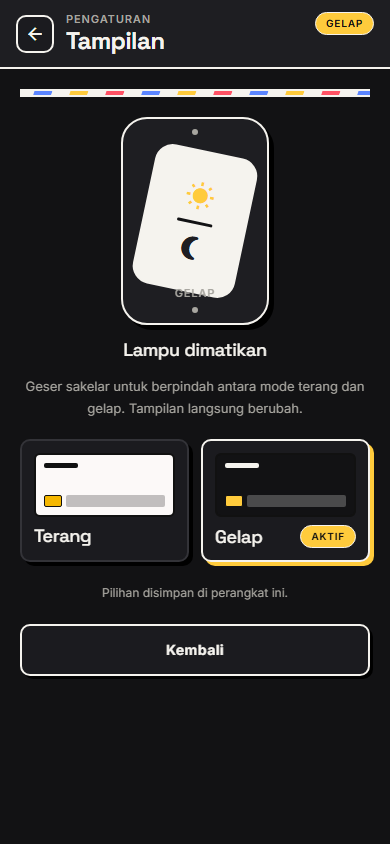 PENGATURAN
Tampilan
GELAP
GELAP
Lampu dimatikan
Geser sakelar untuk berpindah antara mode terang dan
gelap. Tampilan langsung berubah.
Terang
Gelap
AKTIF
Pilihan disimpan di perangkat ini.
Kembali